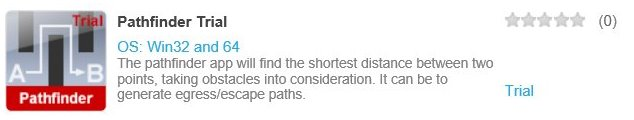 Trial
A B
Pathfinder
Pathfinder Trial
(0)
OS: Win32 and 64
The pathfinder app will find the shortest distance between two
points, taking obstacles into consideration. It can be to
generate egress/escape paths.
Trial